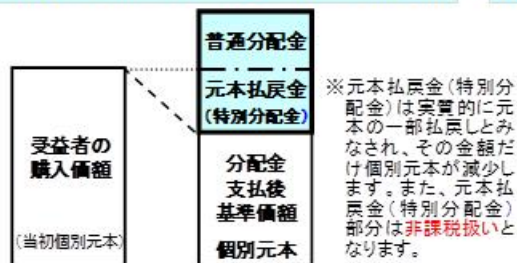 普通分配金
元本払戻金
(特別分配金)
受益者の
購入価額
(当初個別元本)
分配金
支払後
基準価額
個別元本
※元本払戻金(特別分
配金)は実質的に元
本の一部払戻しとみ
なされ、その金額だ
け個別元本が減少し
ます。また、元本払
戻金(特別分配金)
部分は非課税扱いと
なります。